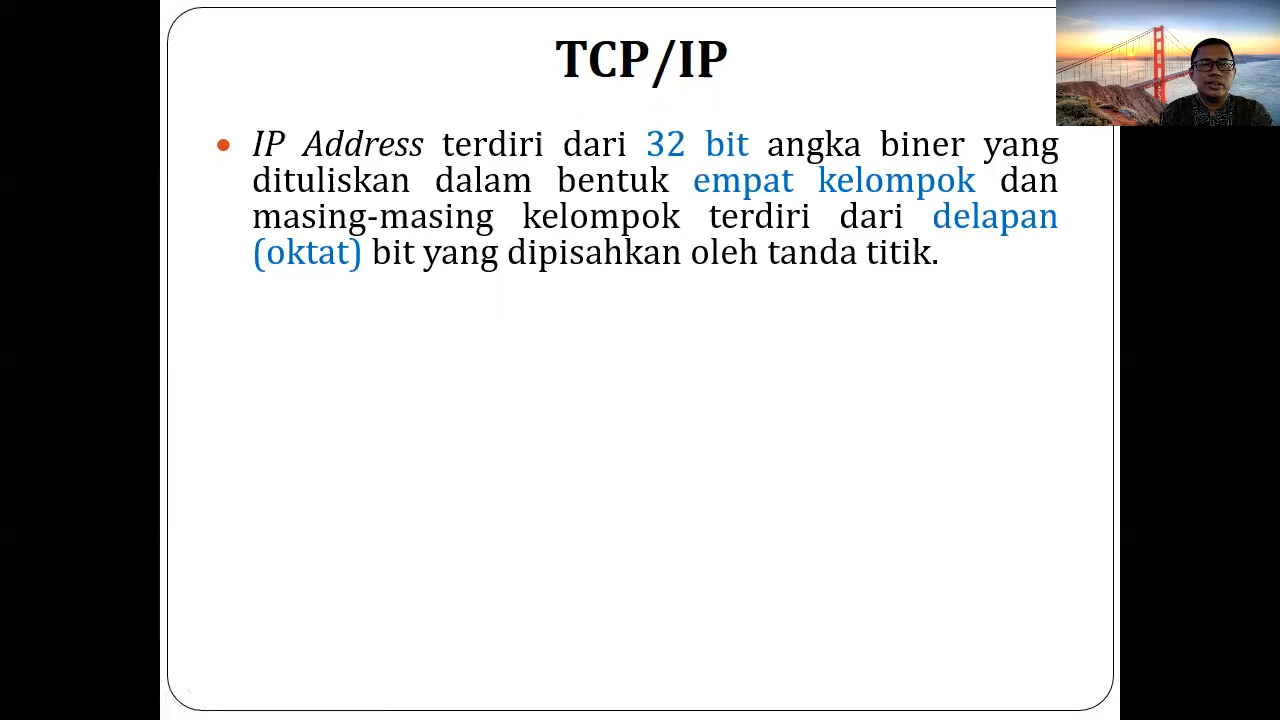 TCP/IP
IP Address terdiri dari 32 bit angka biner yang
dituliskan dalam bentuk empat kelompok dan
masing-masing kelompok terdiri dari delapan
(oktat) bit yang dipisahkan oleh tanda titik.